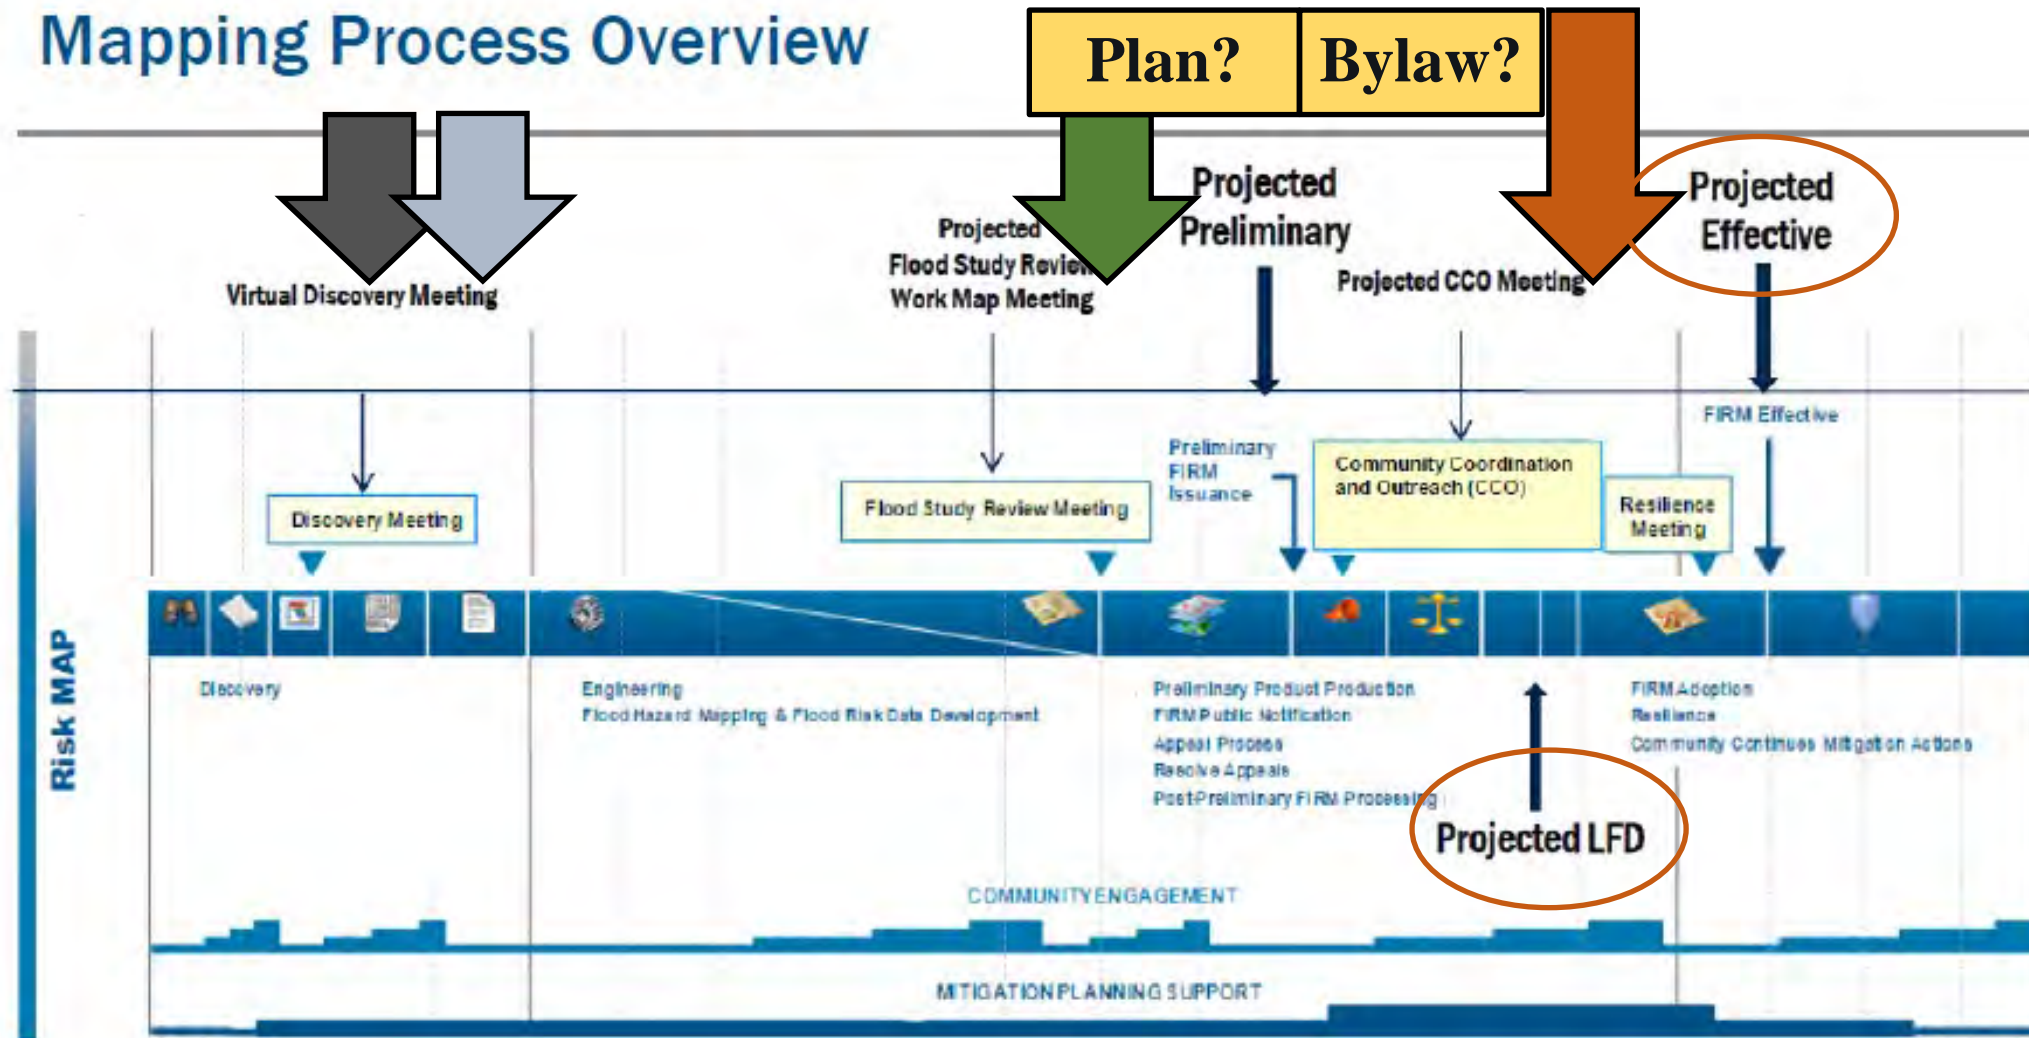 Mapping Process Overview
Plan?
Bylaw?
Virtual Discovery Meeting
Projected
Flood Study Review
Work Map Meeting
Projected
Preliminary
Projected CCO Meeting
Projected
Effective
FIRM Effective
Discovery Meeting
Flood Study Review Meeting
Preliminary
FIRM
Issuance
Community Coordination
and Outreach (CCO)
Resilience
Meeting
Risk MAP
Discovery
Engineering
Flood Hazard Mapping & Flood Risk Data Development
Preliminary Product Production
FIRM Public Notification
Appeal Process
Resolve Appeals
Post-Preliminary FIRM Processing
FIRM Adoption
Resilience
Community Continues Mitigation Actions
Projected LFD
COMMUNITY ENGAGEMENT
MITIGATION PLANNING SUPPORT